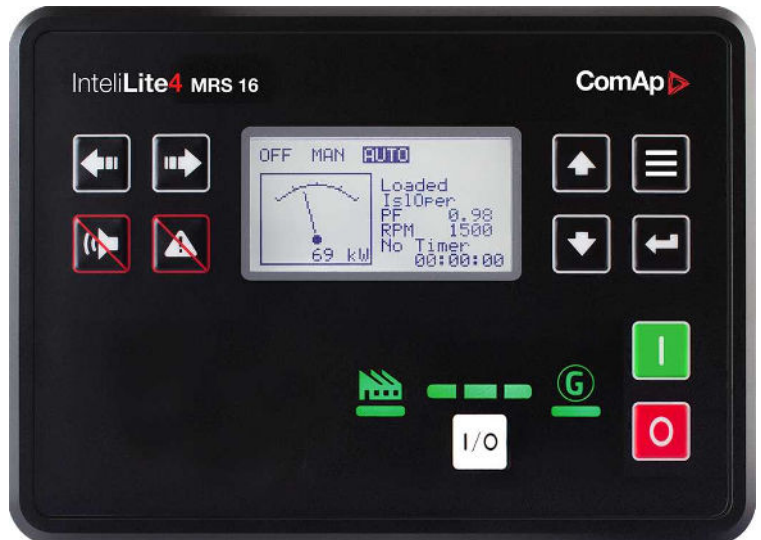 InteliLite4 MRS 16
ComAp
OFF MAN AUTO
Loaded
IslOper
PF 0.98
RPM 1500
No Timer
00:00:00
69 kW
G
I
I/O
O